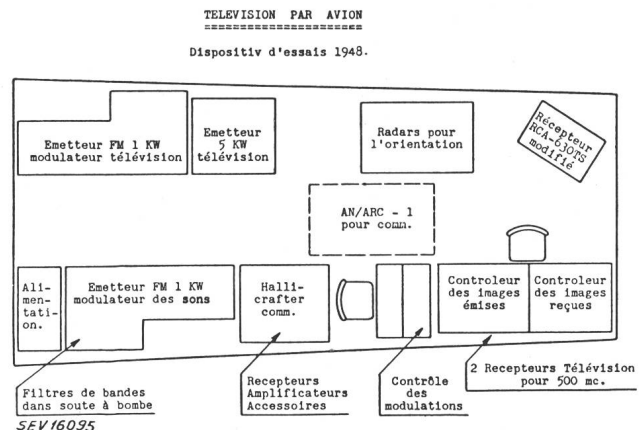 TELEVISION PAR AVION
Dispositiv d'essais 1948.
Emetteur FM 1 KW
modulateur télévision
Emetteur
5 KW
télévision
Radars pour
l'orientation
Récepteur
RCA-630TS
modifié
AN/ARC - 1
pour comm.
Ali-
men-
tati-
on.
Emetteur FM 1 KW
modulateur des sons
Halli-
crafter
comm.
Controleur
des images
émises
Controleur
des images
reçues
Filtres de bandes
dans soute à bombe
Recepteurs
Amplificateurs
Accessoires
Contrôle
des
modulations
2 Recepteurs Télévision
pour 500 mc.
SEV 16095